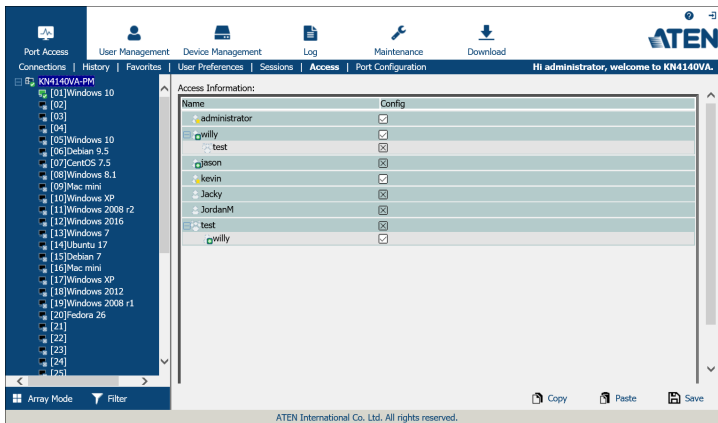 ATEN
Port Access User Management Device Management Log Maintenance Download
Connections | History | Favorites | User Preferences | Sessions | Access | Port Configuration Hi administrator, welcome to KN4140VA.
KN4140VA-PM
[01]Windows 10
[02]
[03]
[04]
[05]Windows 10
[06]Debian 9.5
[07]CentOS 7.5
[08]Windows 8.1
[09]Mac mini
[10]Windows XP
[11]Windows 2008 r2
[12]Windows 2016
[13]Windows 7
[14]Ubuntu 17
[15]Debian 7
[16]Mac mini
[17]Windows XP
[18]Windows 2012
[19]Windows 2008 r1
[20]Fedora 26
[21]
[22]
[23]
[24]
[25]
Array Mode Filter
Access Information:
Name Config
administrator
willy
test
jason
kevin
Jacky
JordanM
test
willy
Copy Paste Save
ATEN International Co. Ltd. All rights reserved.